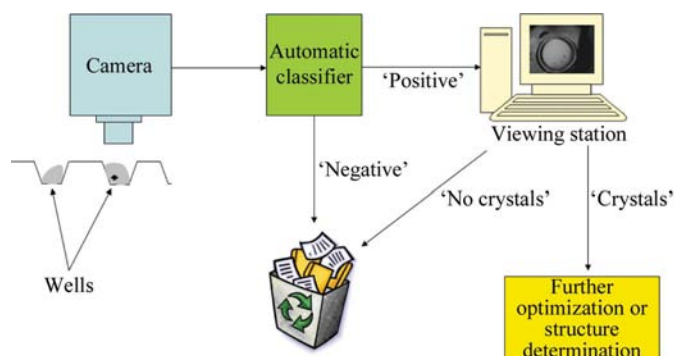 Camera
Automatic
classifier
‘Positive’
Viewing station
‘Negative’
‘No crystals’
‘Crystals’
Wells
Further
optimization or
structure
determination